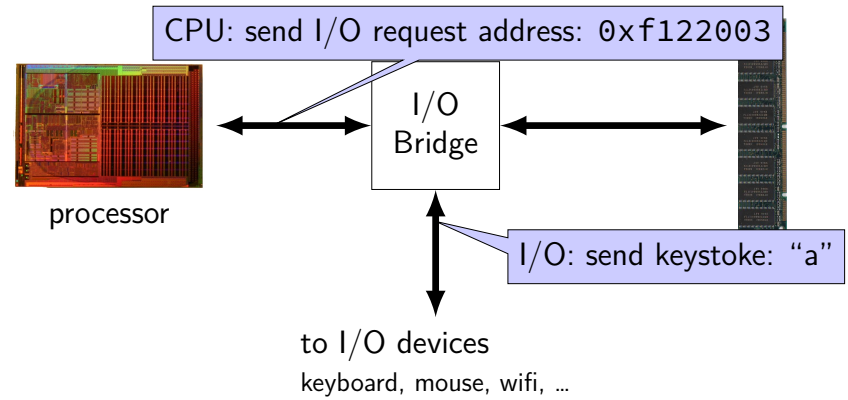 CPU: send I/O request address: 0xf122003
I/O
Bridge
processor
I/O: send keystoke: “a”
to I/O devices
keyboard, mouse, wifi, …